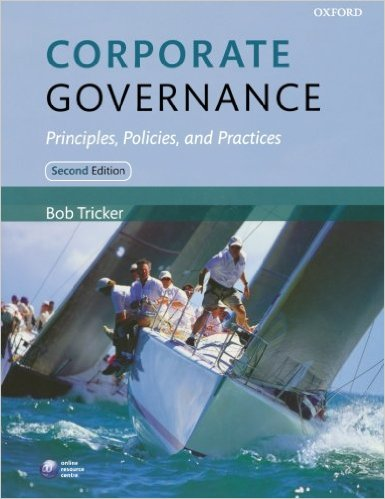 OXFORD
CORPORATE
GOVERNANCE
Principles, Policies, and Practices
Second Edition
Bob Tricker
online
resource
centre